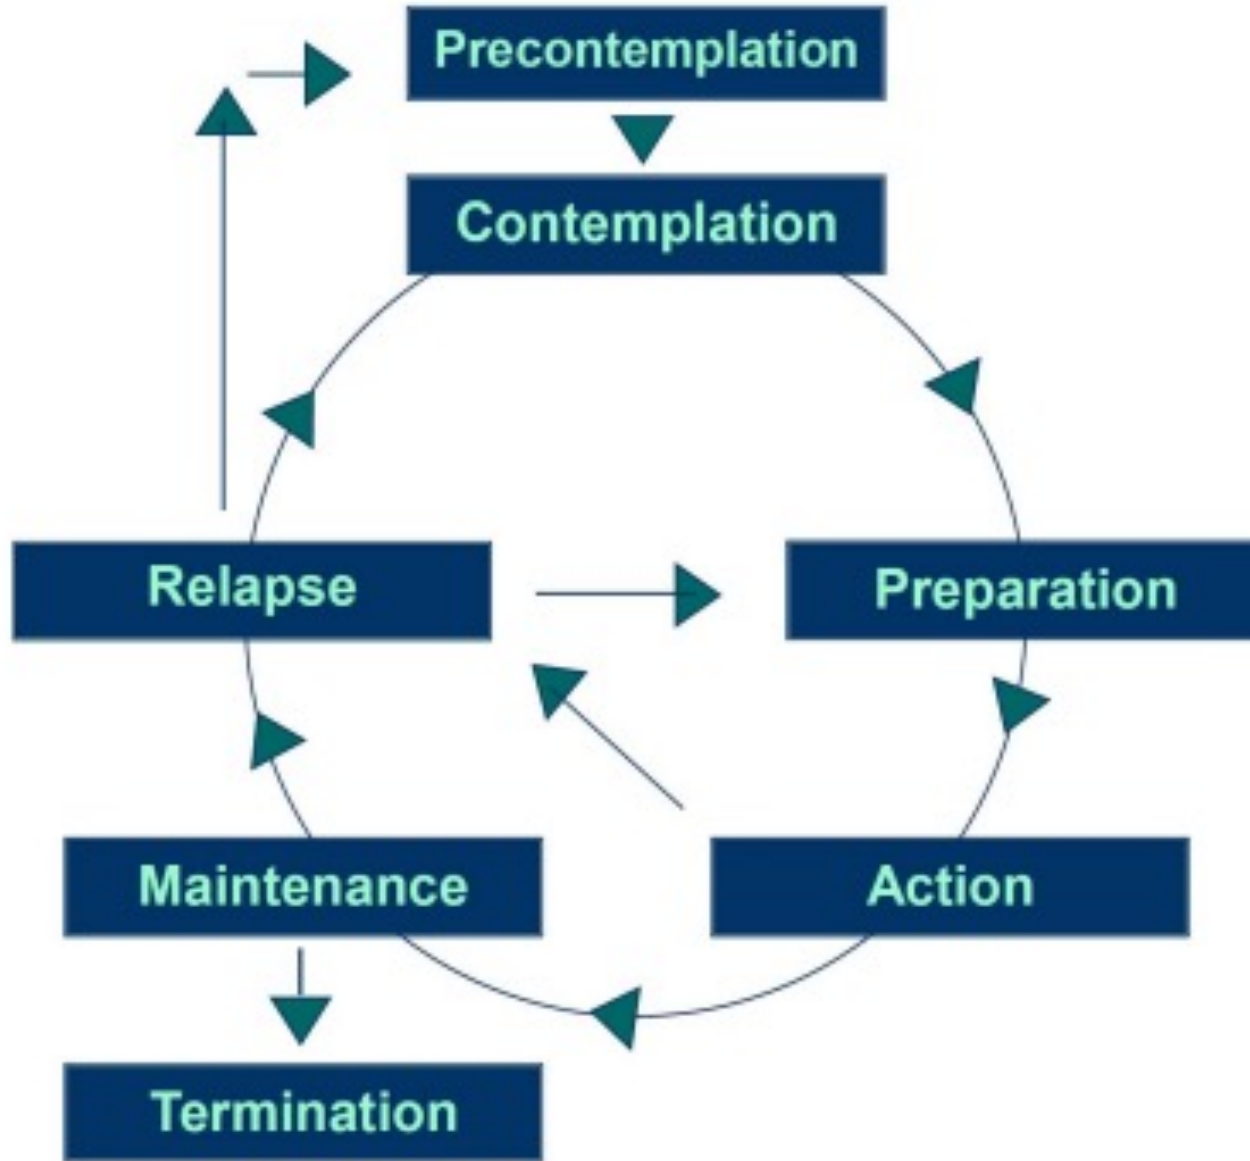 Precontemplation
Contemplation
Relapse
Preparation
Maintenance
Action
Termination